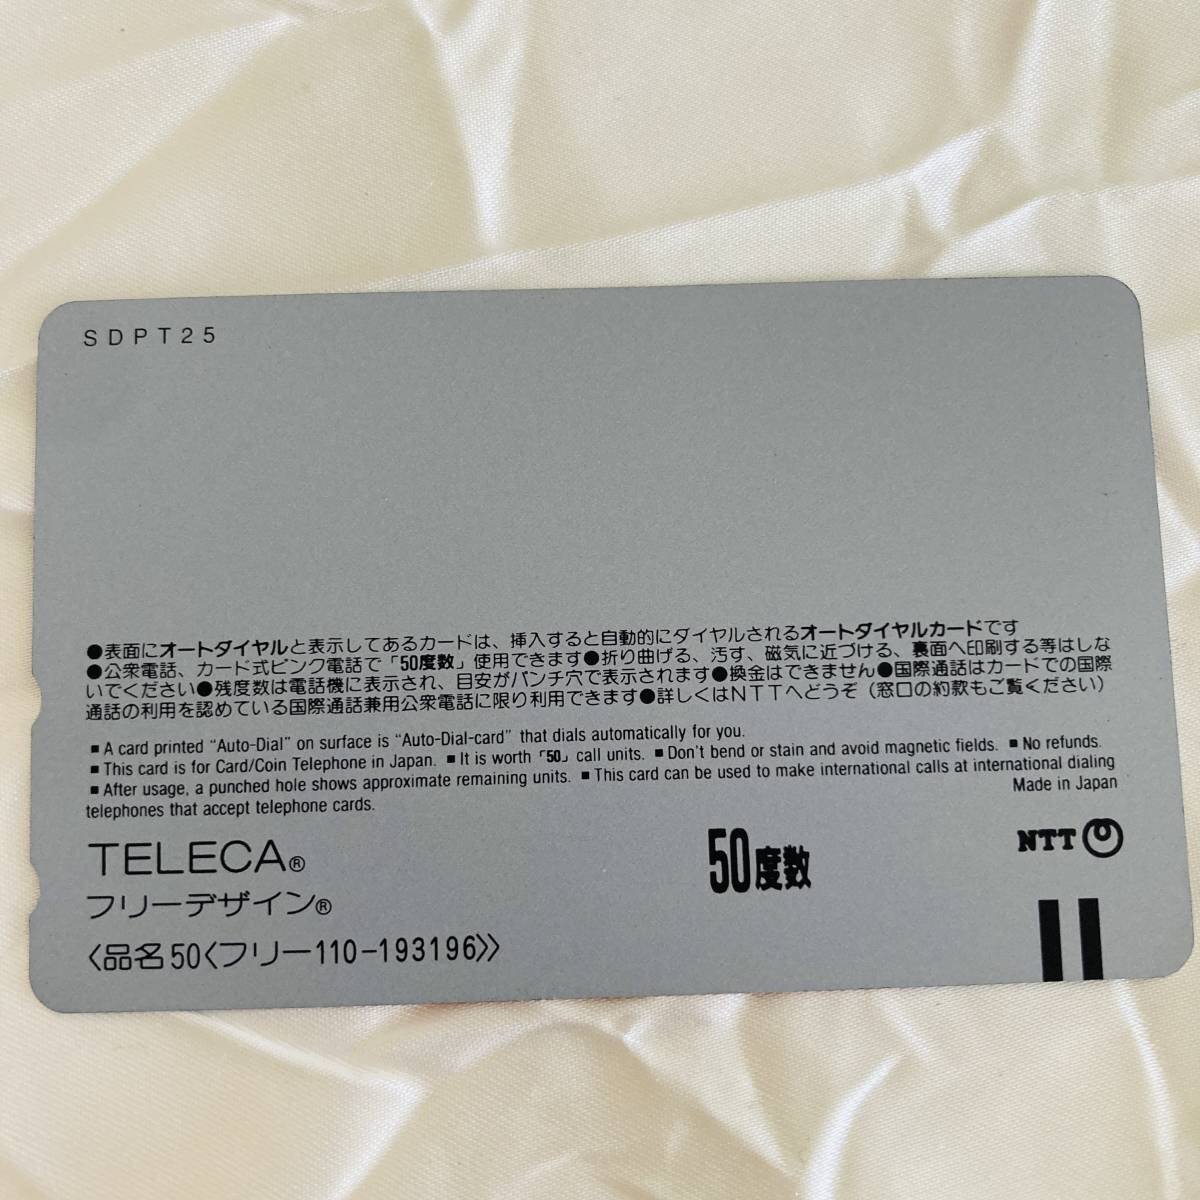 SDPT25
●表面にオートダイヤルと表示してあるカードは、挿入すると自動的にダイヤルされるオートダイヤルカードです
●公衆電話、カード式ピンク電話で「50度数」使用できます●折り曲げる、汚す、磁気に近づける、裏面へ印刷する等はしな
いでください●残度数は電話機に表示され、目安がパンチ穴で表示されます●換金はできません●国際通話はカードでの国際
通話の利用を認めている国際通話兼用公衆電話に限り利用できます●詳しくはNTTへどうぞ（窓口の約款もご覧ください）
■ A card printed “Auto-Dial” on surface is “Auto-Dial-card” that dials automatically for you.
■ This card is for Card/Coin Telephone in Japan. ■ It is worth「50」call units. ■ Don't bend or stain and avoid magnetic fields. ■ No refunds.
■ After usage, a punched hole shows approximate remaining units. ■ This card can be used to make international calls at international dialing
telephones that accept telephone cards.
Made in Japan
TELECA®
フリーデザイン®
〈品名50〈フリー110-193196〉〉
50度数
NTT